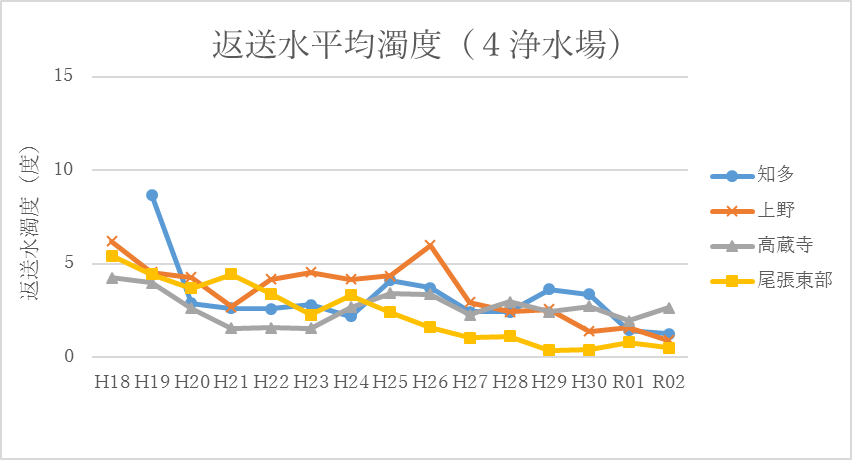 返送水平均濁度（４浄水場）
返送水濁度（度）
15
10
5
0
H18 H19 H20 H21 H22 H23 H24 H25 H26 H27 H28 H29 H30 R01 R02
知多
上野
高蔵寺
尾張東部